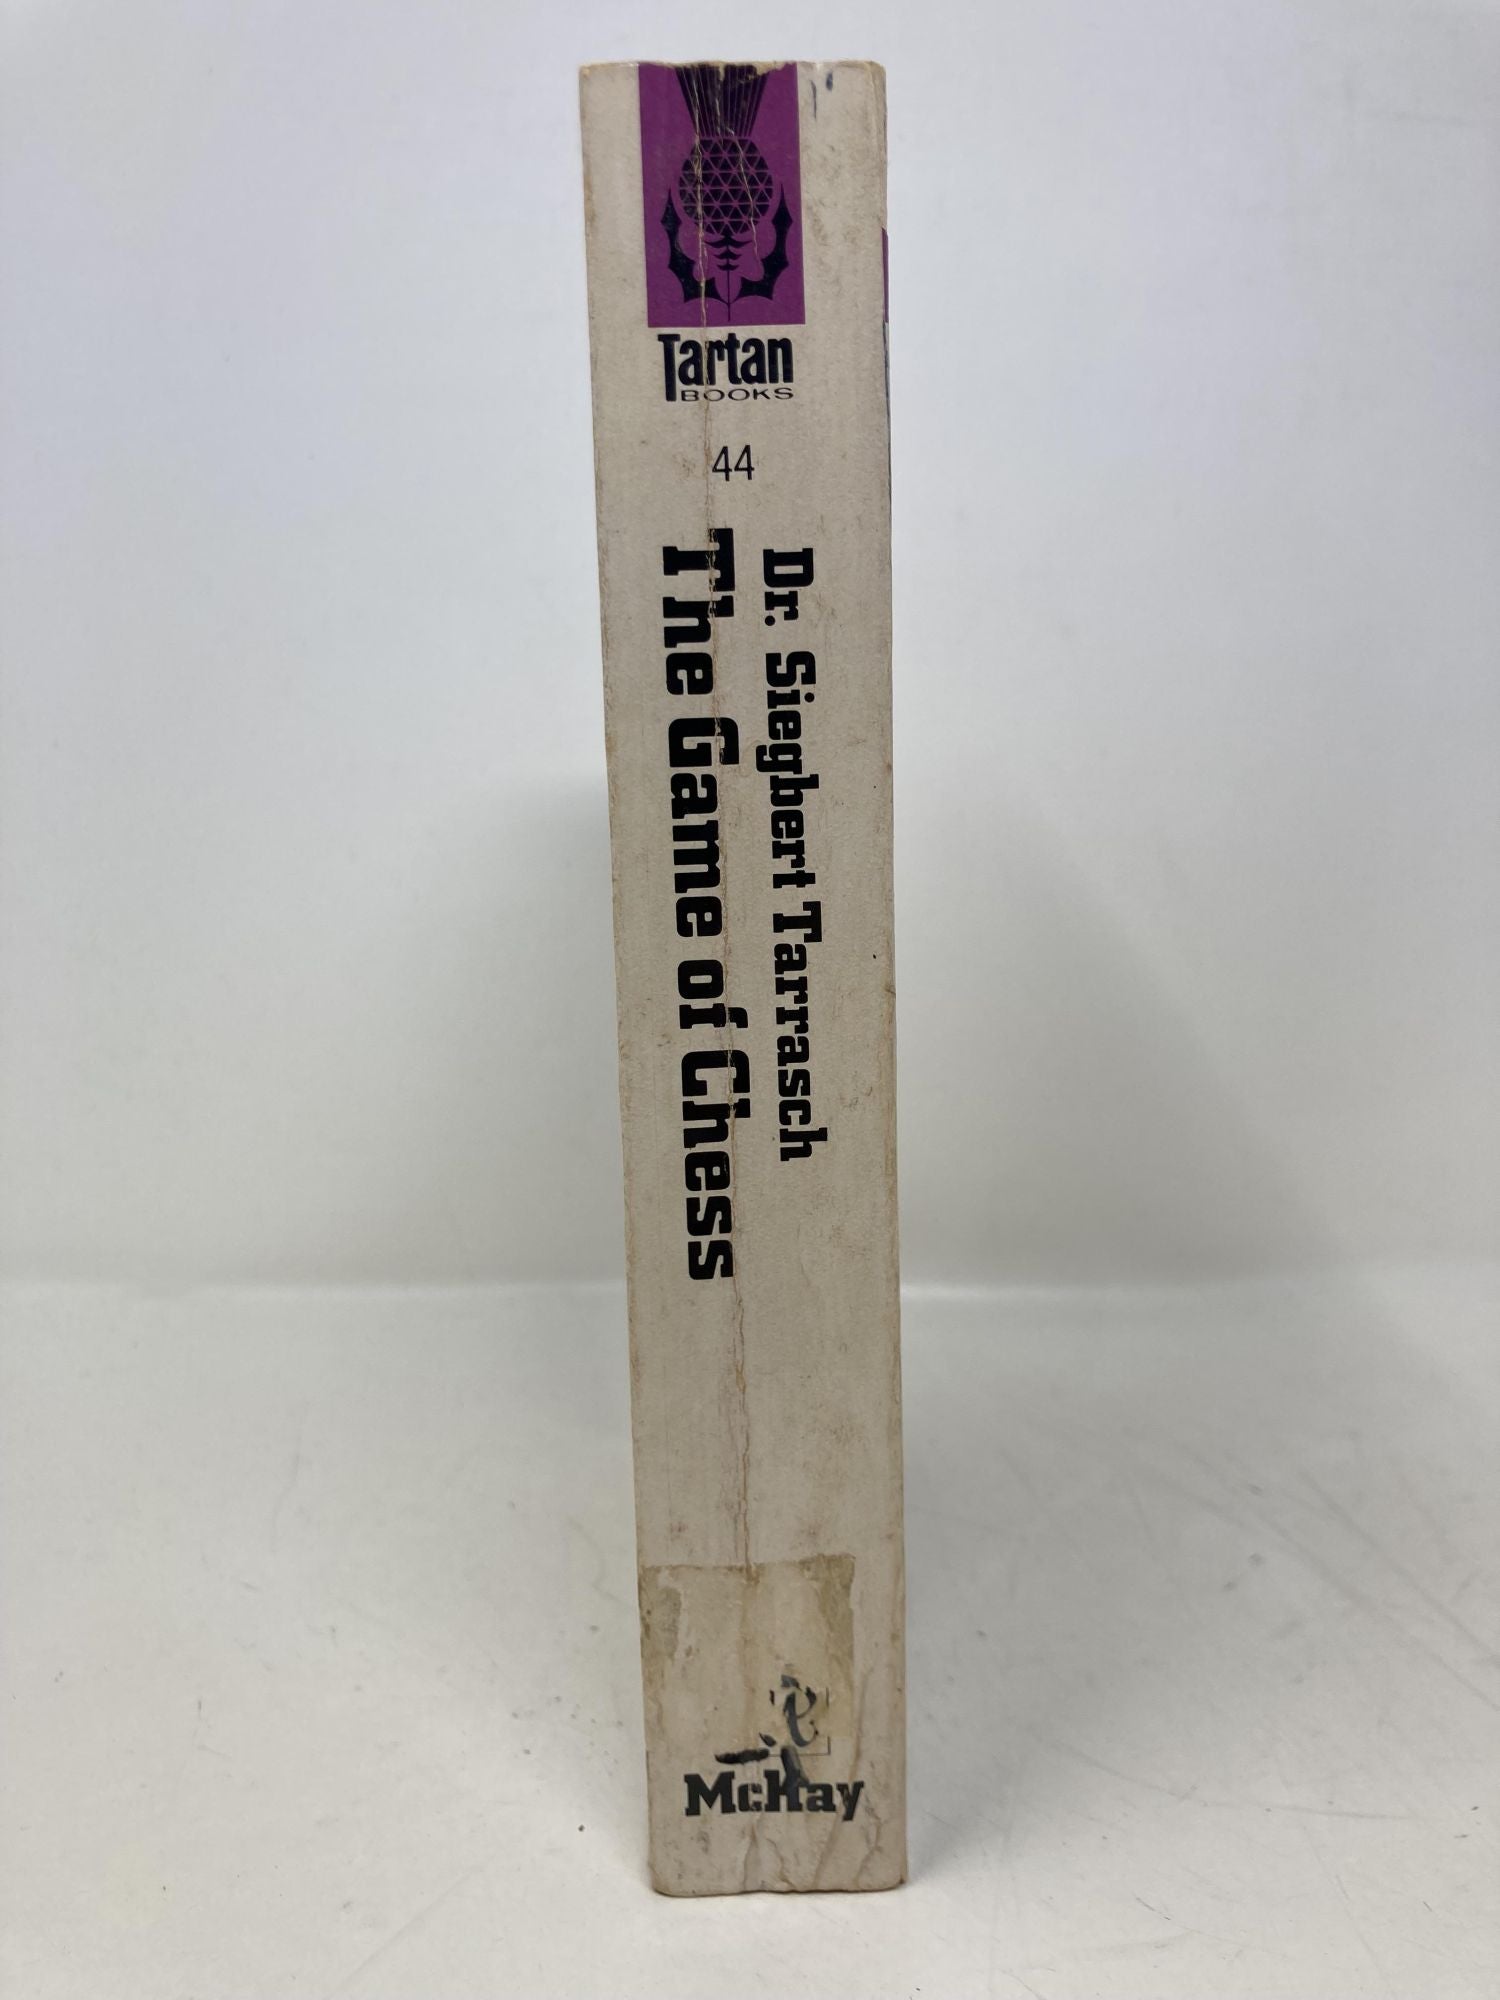 Tartan
BOOKS
44
Dr. Siegbert Tarrasch
The Game of Chess
McKay